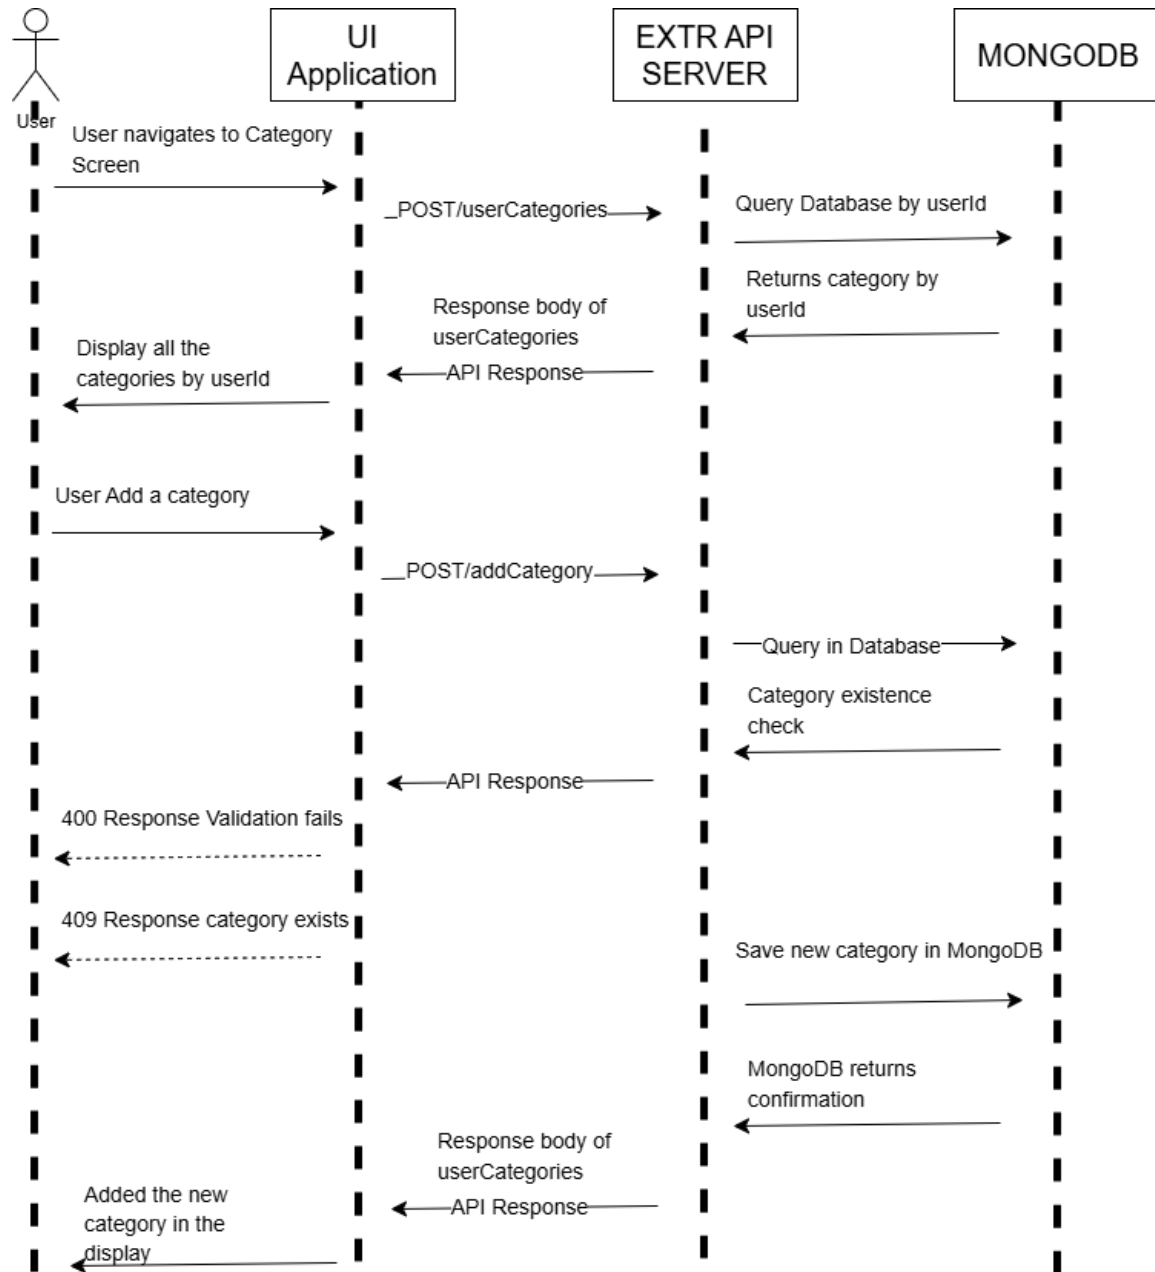 UI
Application
EXTR API
SERVER
MONGODB
User
User navigates to Category
Screen
_POST/userCategories
Query Database by userId
Returns category by
userId
Response body of
userCategories
API Response
Display all the
categories by userId
User Add a category
__POST/addCategory
Query in Database
Category existence
check
API Response
400 Response Validation fails
409 Response category exists
Save new category in MongoDB
MongoDB returns
confirmation
Response body of
userCategories
API Response
Added the new
category in the
display